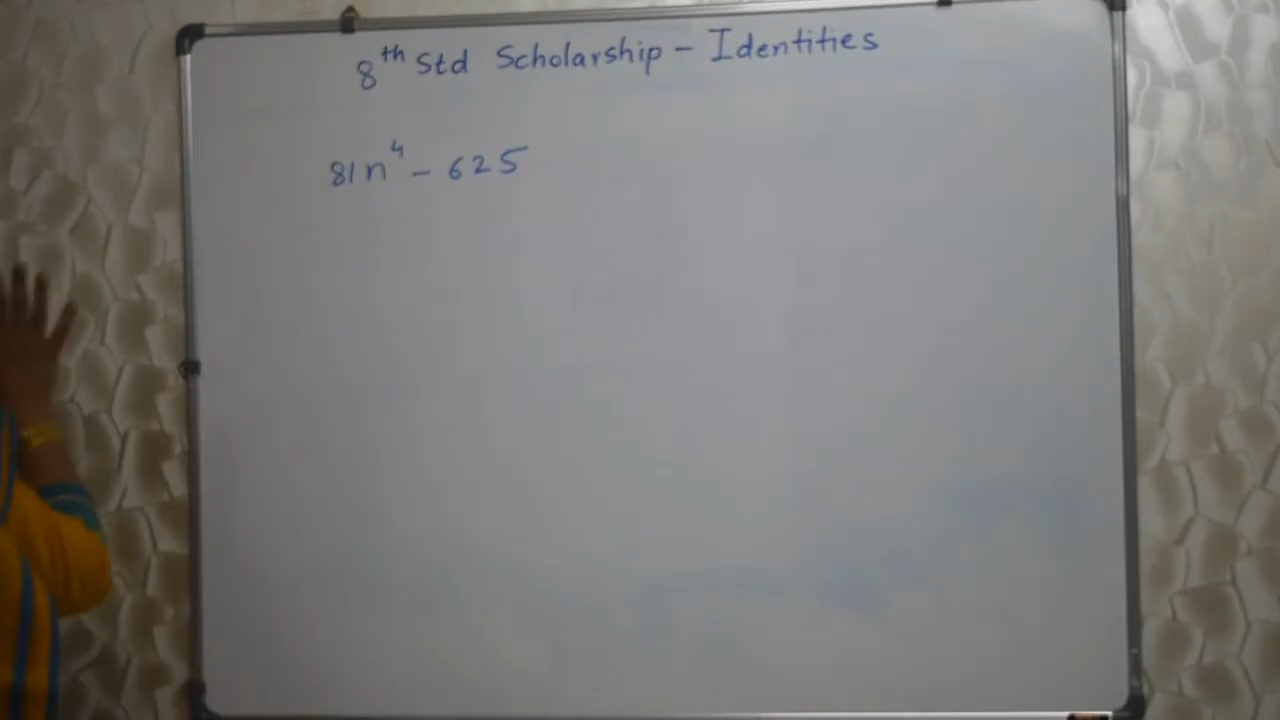 8th Std Scholarship - Identities
81n⁴ - 625